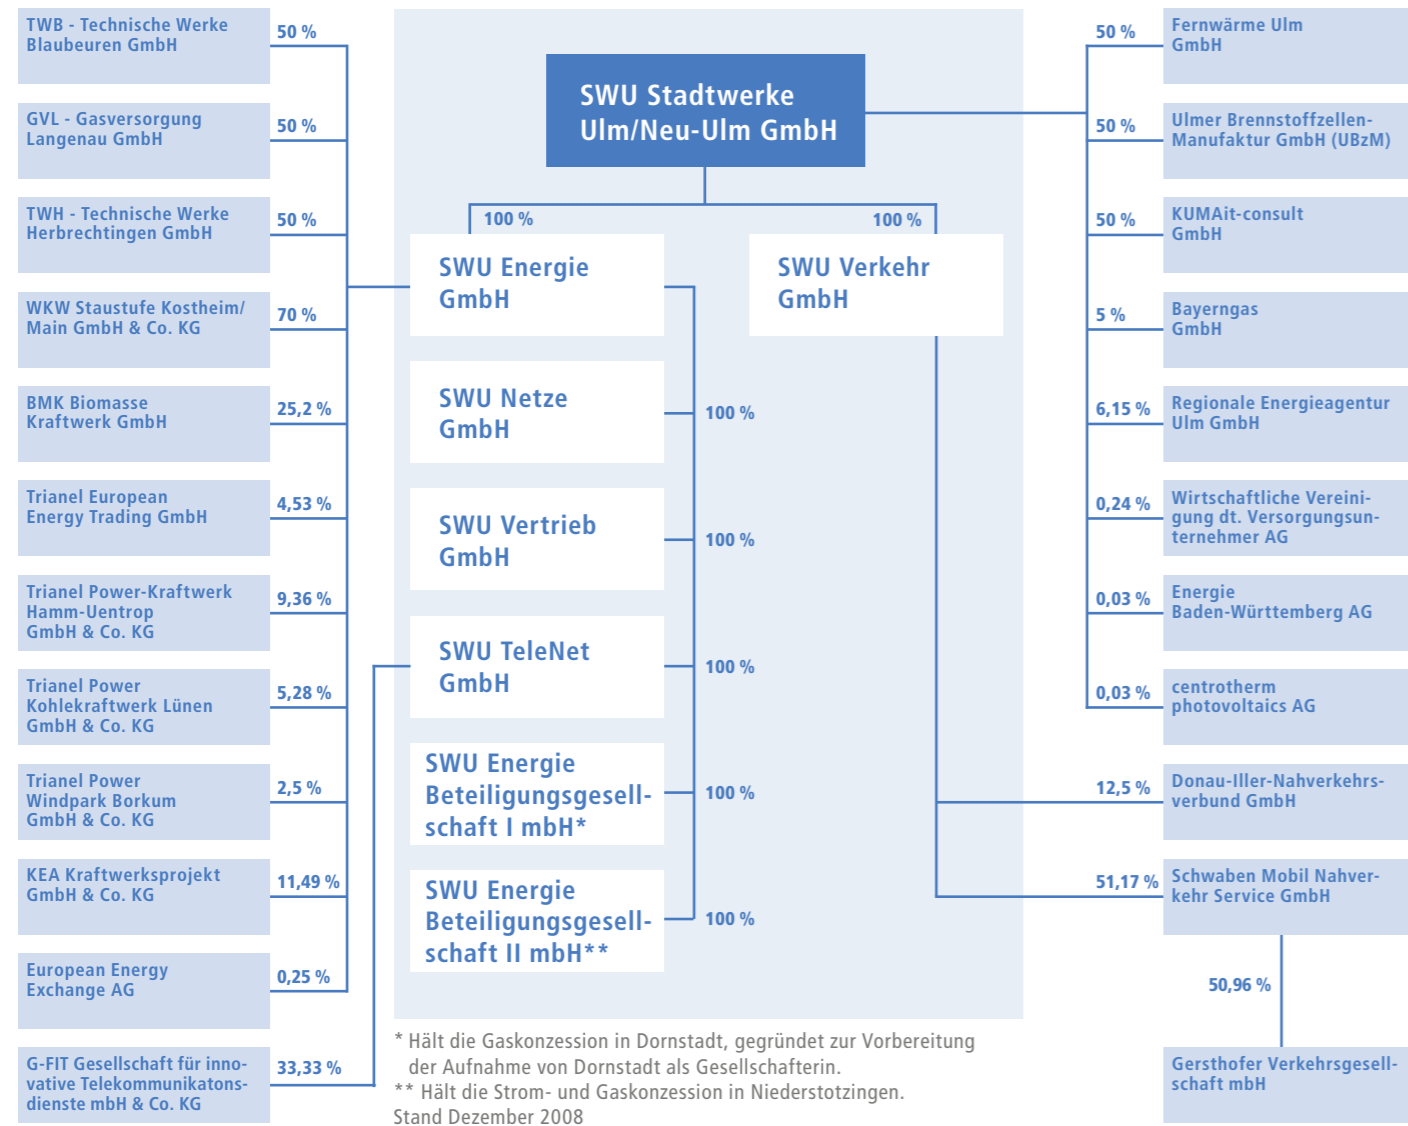 TWB - Technische Werke
Blaubeuren GmbH
50 %
GVL - Gasversorgung
Langenau GmbH
50 %
TWH - Technische Werke
Herbrechtingen GmbH
50 %
WKW Staustufe Kostheim/
Main GmbH & Co. KG
70 %
BMK Biomasse
Kraftwerk GmbH
25,2 %
Trianel European
Energy Trading GmbH
4,53 %
Trianel Power-Kraftwerk
Hamm-Uentrop
GmbH & Co. KG
9,36 %
Trianel Power
Kohlekraftwerk Lünen
GmbH & Co. KG
5,28 %
Trianel Power
Windpark Borkum
GmbH & Co. KG
2,5 %
KEA Kraftwerksprojekt
GmbH & Co. KG
11,49 %
European Energy
Exchange AG
0,25 %
G-FIT Gesellschaft für inno-
vative Telekommunikatons-
dienste mbH & Co. KG
33,33 %
SWU Stadtwerke
Ulm/Neu-Ulm GmbH
100 %
100 %
SWU Energie
GmbH
SWU Verkehr
GmbH
SWU Netze
GmbH
100 %
SWU Vertrieb
GmbH
100 %
SWU TeleNet
GmbH
100 %
SWU Energie
Beteiligungsgesell-
schaft I mbH*
100 %
SWU Energie
Beteiligungsgesell-
schaft II mbH**
100 %
* Hält die Gaskonzession in Dornstadt, gegründet zur Vorbereitung
der Aufnahme von Dornstadt als Gesellschafterin.
** Hält die Strom- und Gaskonzession in Niederstotzingen.
Stand Dezember 2008
50 %
Fernwärme Ulm
GmbH
50 %
Ulmer Brennstoffzellen-
Manufaktur GmbH (UBzM)
50 %
KUMAit-consult
GmbH
5 %
Bayerngas
GmbH
6,15 %
Regionale Energieagentur
Ulm GmbH
0,24 %
Wirtschaftliche Vereini-
gung dt. Versorgungsun-
ternehmer AG
0,03 %
Energie
Baden-Württemberg AG
0,03 %
centrotherm
photovoltaics AG
12,5 %
Donau-Iller-Nahverkehrs-
verbund GmbH
51,17 %
Schwaben Mobil Nahver-
kehr Service GmbH
50,96 %
Gersthofer Verkehrsgesell-
schaft mbH